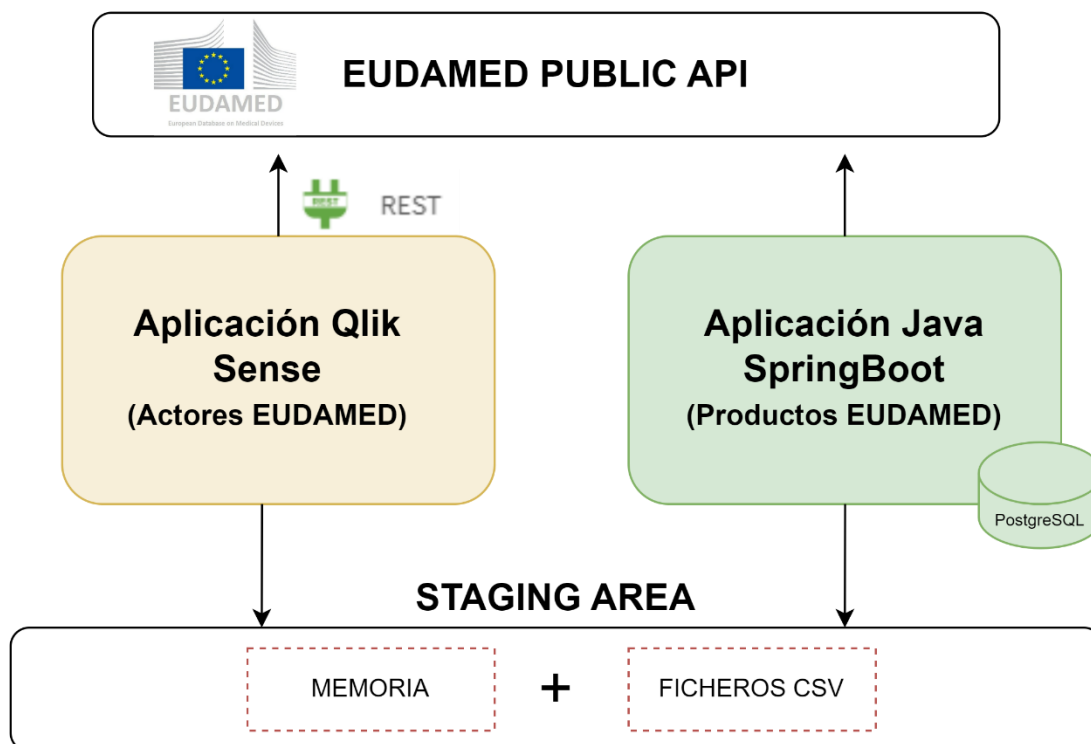 EUDAMED PUBLIC API
EUDAMED
European Database on Medical Devices
REST
REST
Aplicación Qlik
Sense
(Actores EUDAMED)
Aplicación Java
SpringBoot
(Productos EUDAMED)
PostgreSQL
STAGING AREA
MEMORIA
+
FICHEROS CSV